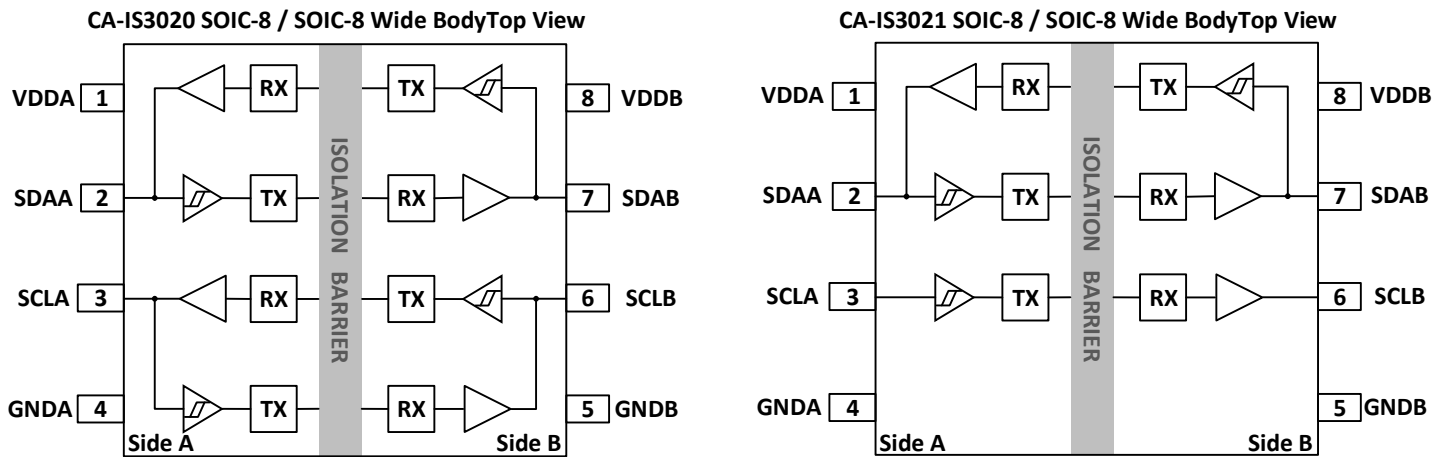 CA-IS3020 SOIC-8 / SOIC-8 Wide BodyTop View
VDDA 1
RX
TX
8 VDDB
SDAA 2
TX
RX
7 SDAB
SCLA 3
RX
TX
6 SCLB
GNDA 4
TX
RX
5 GNDB
ISOLATION BARRIER
Side A
Side B
CA-IS3021 SOIC-8 / SOIC-8 Wide BodyTop View
VDDA 1
RX
TX
8 VDDB
SDAA 2
TX
RX
7 SDAB
SCLA 3
TX
RX
6 SCLB
GNDA 4
5 GNDB
ISOLATION BARRIER
Side A
Side B